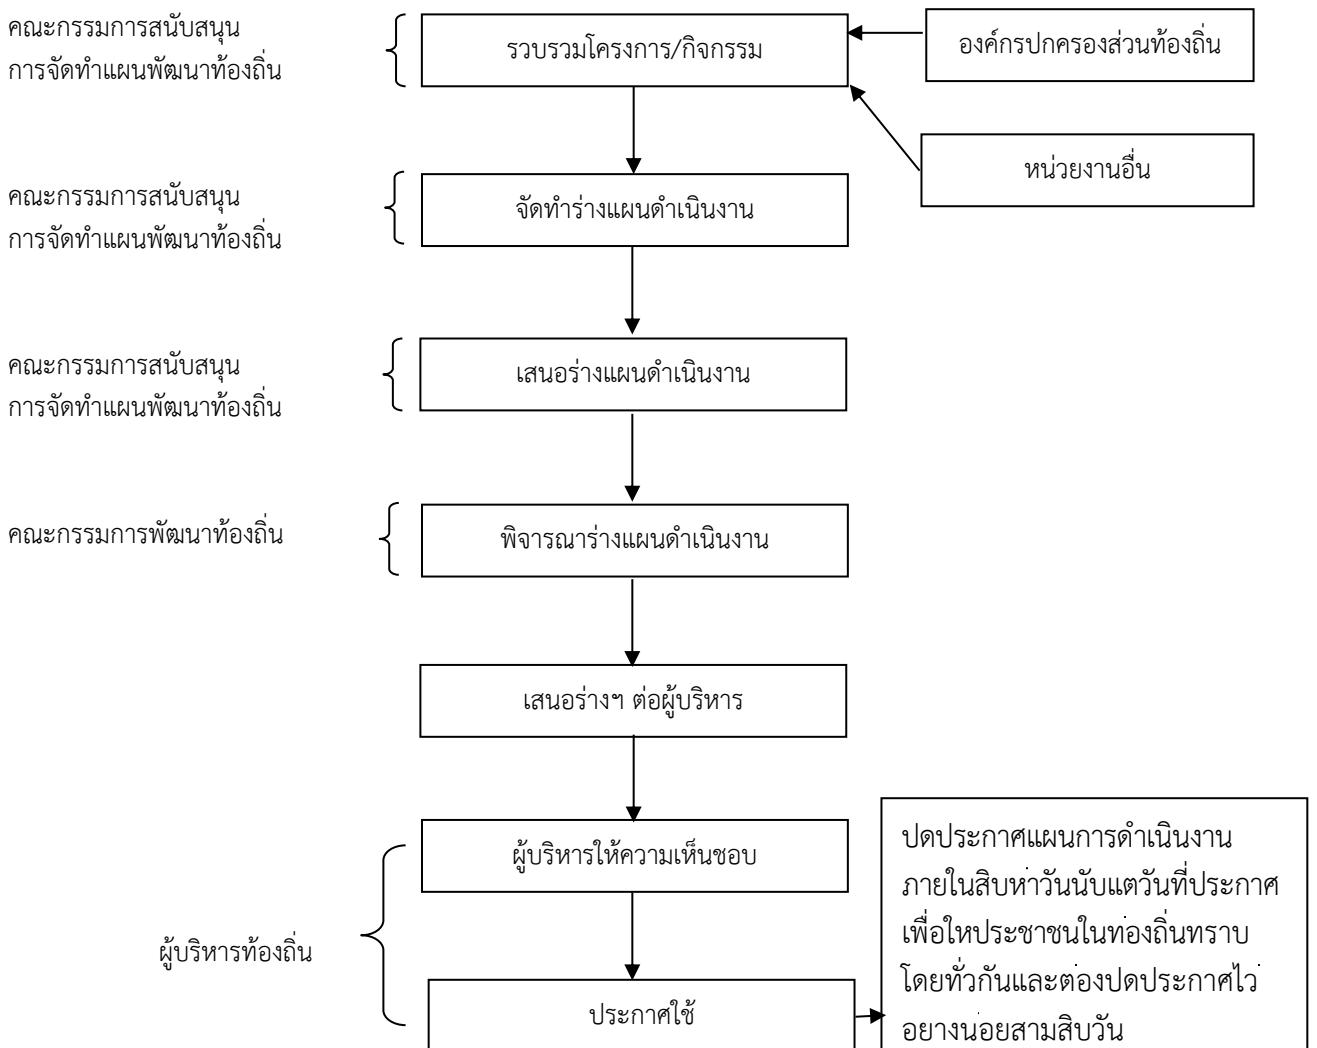 คณะกรรมการสนับสนุน
การจัดทำแผนพัฒนาท้องถิ่น
รวบรวมโครงการ/กิจกรรม
องค์กรปกครองส่วนท้องถิ่น
หน่วยงานอื่น
คณะกรรมการสนับสนุน
การจัดทำแผนพัฒนาท้องถิ่น
จัดทำร่างแผนดำเนินงาน
คณะกรรมการสนับสนุน
การจัดทำแผนพัฒนาท้องถิ่น
เสนอร่างแผนดำเนินงาน
คณะกรรมการพัฒนาท้องถิ่น
พิจารณาร่างแผนดำเนินงาน
เสนอร่างฯ ต่อผู้บริหาร
ผู้บริหารให้ความเห็นชอบ
ผู้บริหารท้องถิ่น
ประกาศใช้
ปดประกาศแผนการดำเนินงาน
ภายในสิบห่าวันนับแตวันที่ประกาศ
เพื่อใหประชาชนในท่องถิ่นทราบ
โดยทั่วกันและต่องปดประกาศไว่
อยางน่อยสามสิบวัน